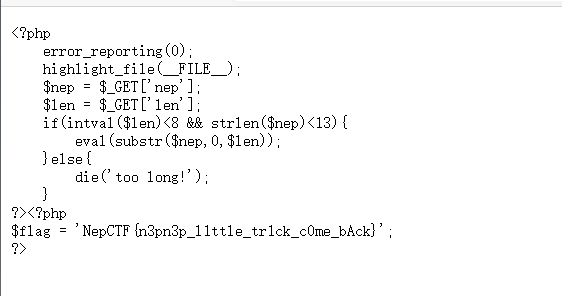 <?php
error_reporting(0);
highlight_file(__FILE__);
$nep = $_GET['nep'];
$len = $_GET['len'];
if(intval($len)<8 && strlen($nep)<13){
eval(substr($nep,0,$len));
}else{
die('too long!');
}
?><?php
$flag = 'NepCTF{n3pn3p_l1ttle_tr1ck_c0me_bAck}';
?>